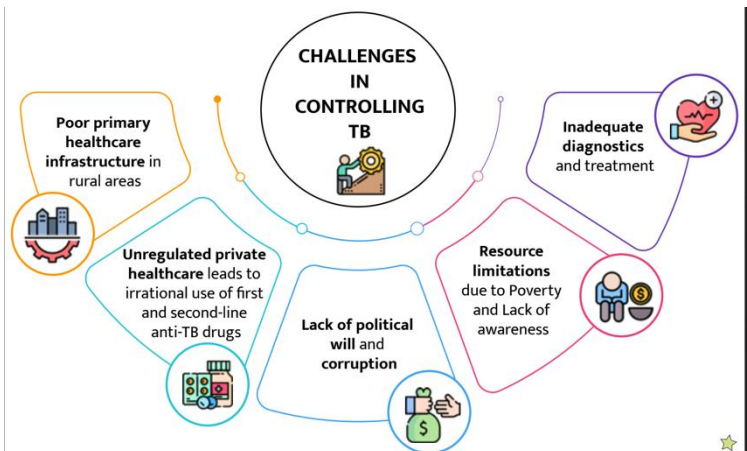 CHALLENGES
IN
CONTROLLING
TB
Poor primary
healthcare
infrastructure in
rural areas
Unregulated private
healthcare leads to
irrational use of first
and second-line
anti-TB drugs
Lack of political
will and
corruption
Resource
limitations
due to Poverty
and Lack of
awareness
Inadequate
diagnostics
and treatment